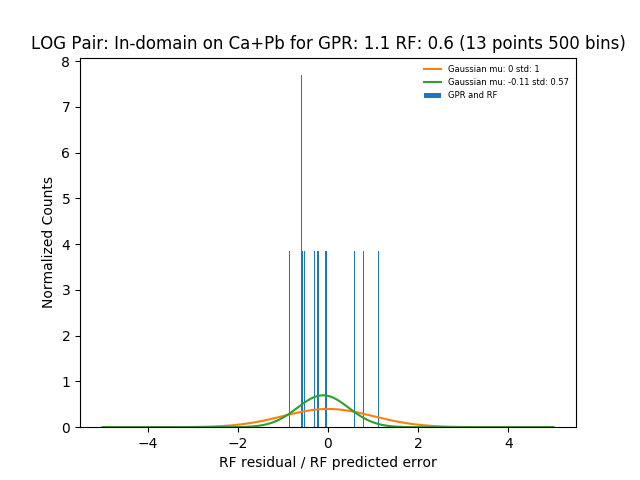 LOG Pair: In-domain on Ca+Pb for GPR: 1.1 RF: 0.6 (13 points 500 bins)
Gaussian mu: 0 std: 1
Gaussian mu: -0.11 std: 0.57
GPR and RF
Normalized Counts
8
7
6
5
4
3
2
1
0
−4
−2
0
2
4
RF residual / RF predicted error